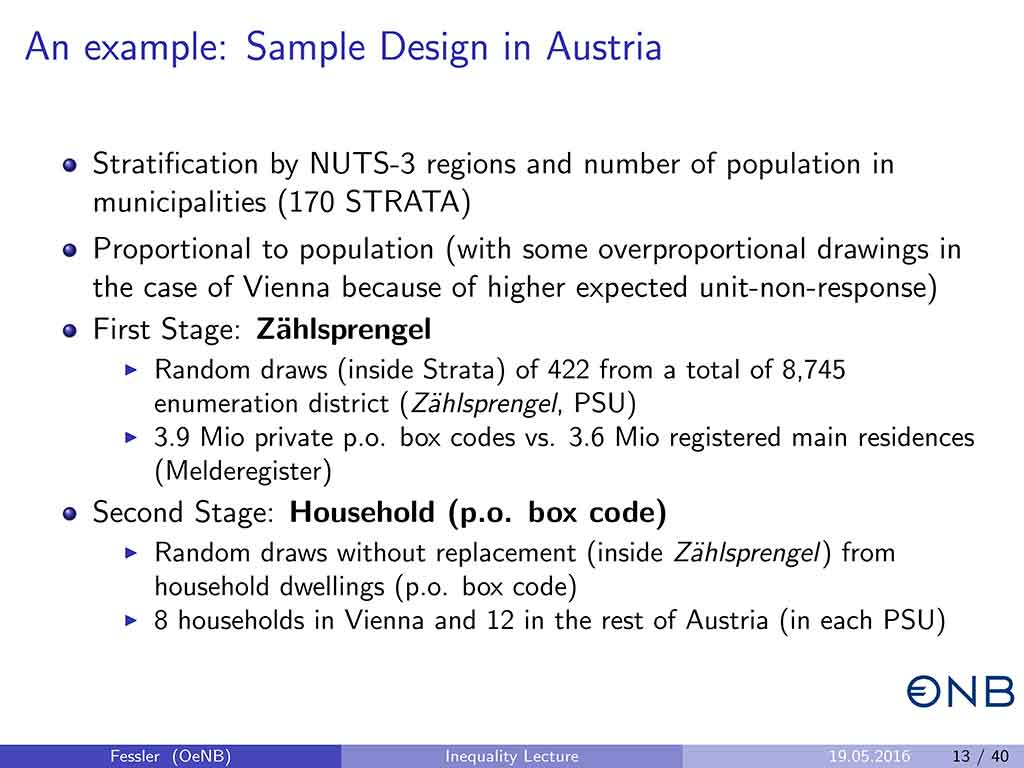 An example: Sample Design in Austria
Stratification by NUTS-3 regions and number of population in
municipalities (170 STRATA)
Proportional to population (with some overproportional drawings in
the case of Vienna because of higher expected unit-non-response)
First Stage: Zählsprengel
Random draws (inside Strata) of 422 from a total of 8,745
enumeration district (Zählsprengel, PSU)
3.9 Mio private p.o. box codes vs. 3.6 Mio registered main residences
(Melderegister)
Second Stage: Household (p.o. box code)
Random draws without replacement (inside Zählsprengel) from
household dwellings (p.o. box code)
8 households in Vienna and 12 in the rest of Austria (in each PSU)
ONB
Fessler (OeNB) Inequality Lecture 19.05.2016 13 / 40